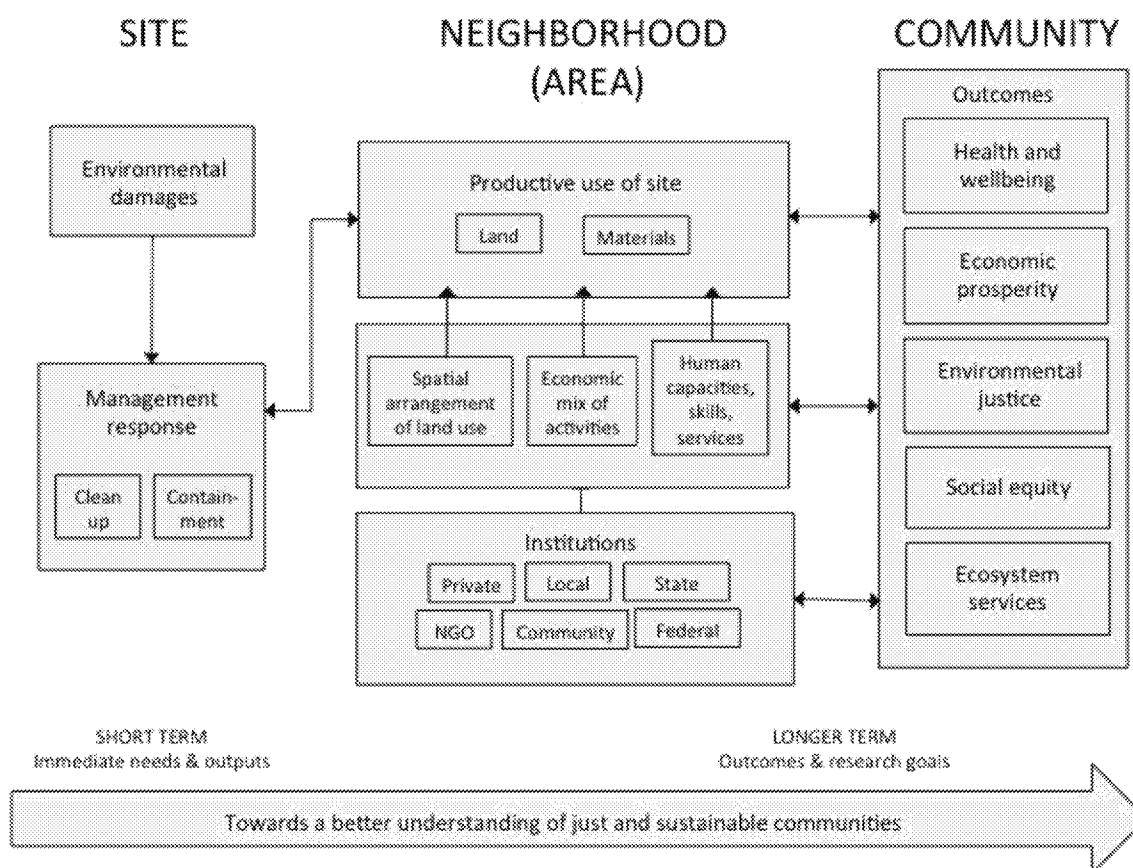 SITE
NEIGHBORHOOD
(AREA)
COMMUNITY
Environmental
damages
Management
response
Clean
up
Contain-
ment
Productive use of site
Land
Materials
Spatial
arrangement
of land use
Economic
mix of
activities
Human
capacities,
skills,
services
Institutions
Private
Local
State
NGO
Community
Federal
Outcomes
Health and
wellbeing
Economic
prosperity
Environmental
justice
Social equity
Ecosystem
services
SHORT TERM
Immediate needs & outputs
LONGER TERM
Outcomes & research goals
Towards a better understanding of just and sustainable communities